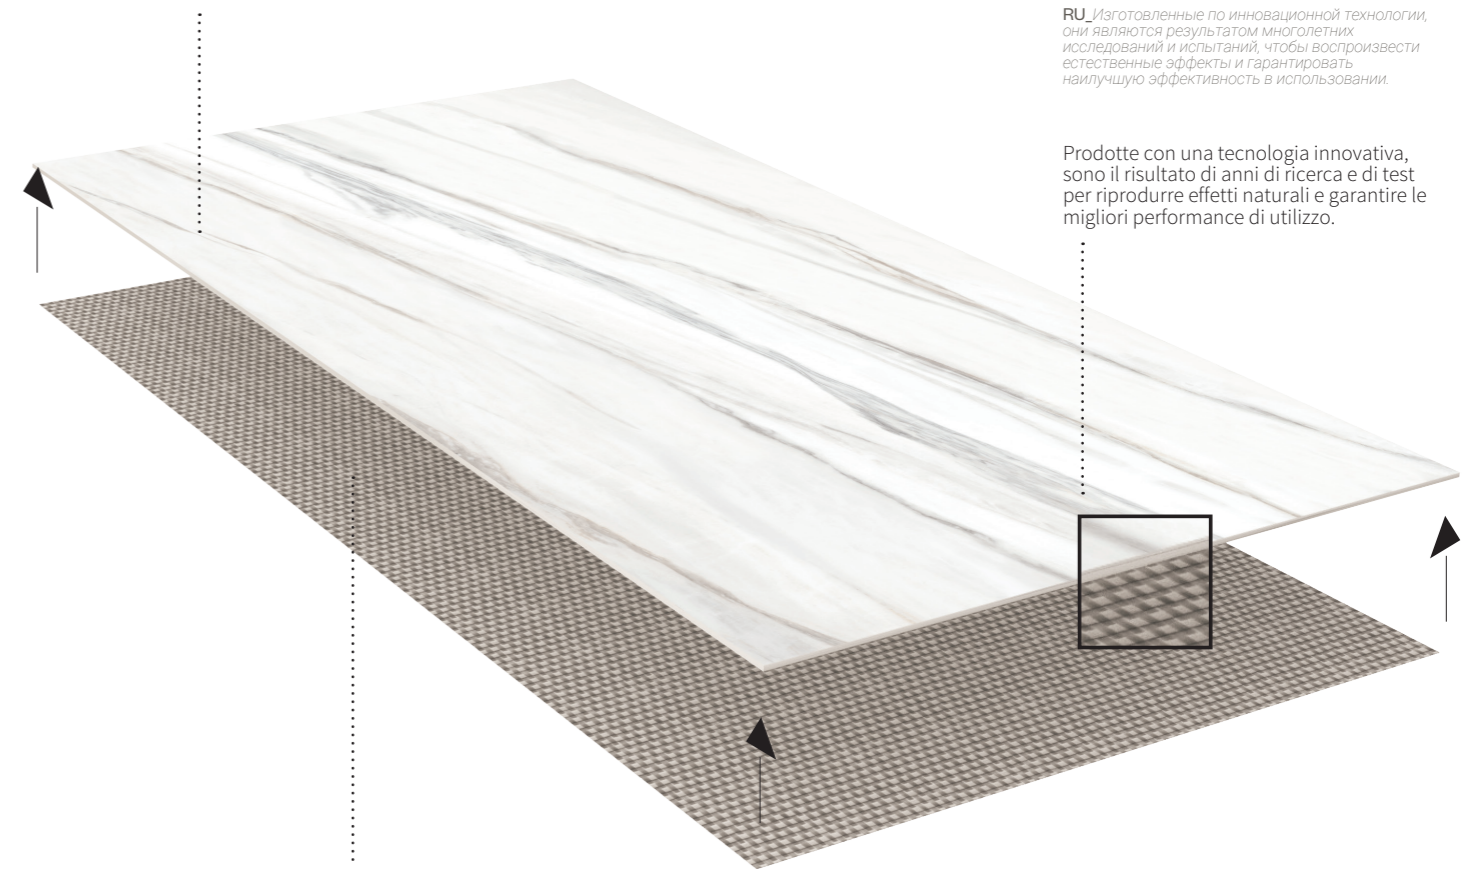 RU_Изготовленные по инновационной технологии,
они являются результатом многолетних
исследований и испытаний, чтобы воспроизвести
естественные эффекты и гарантировать
наилучшую эффективность в использовании.
Prodotte con una tecnologia innovativa,
sono il risultato di anni di ricerca e di test
per riprodurre effetti naturali e garantire le
migliori performance di utilizzo.